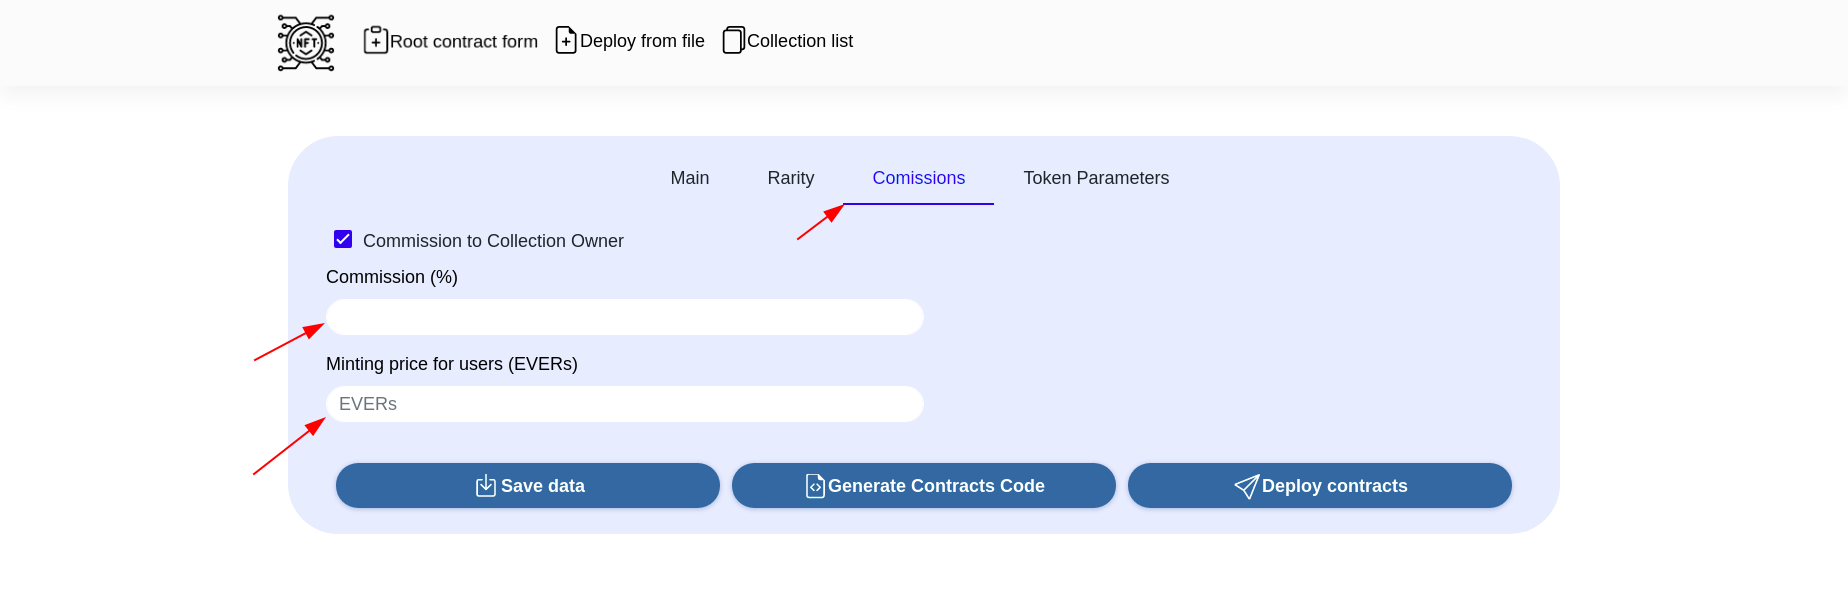 NFT
Root contract form Deploy from file Collection list
Main Rarity Comissions Token Parameters
Commission to Collection Owner
Commission (%)
Minting price for users (EVERs)
EVERs
Save data Generate Contracts Code Deploy contracts